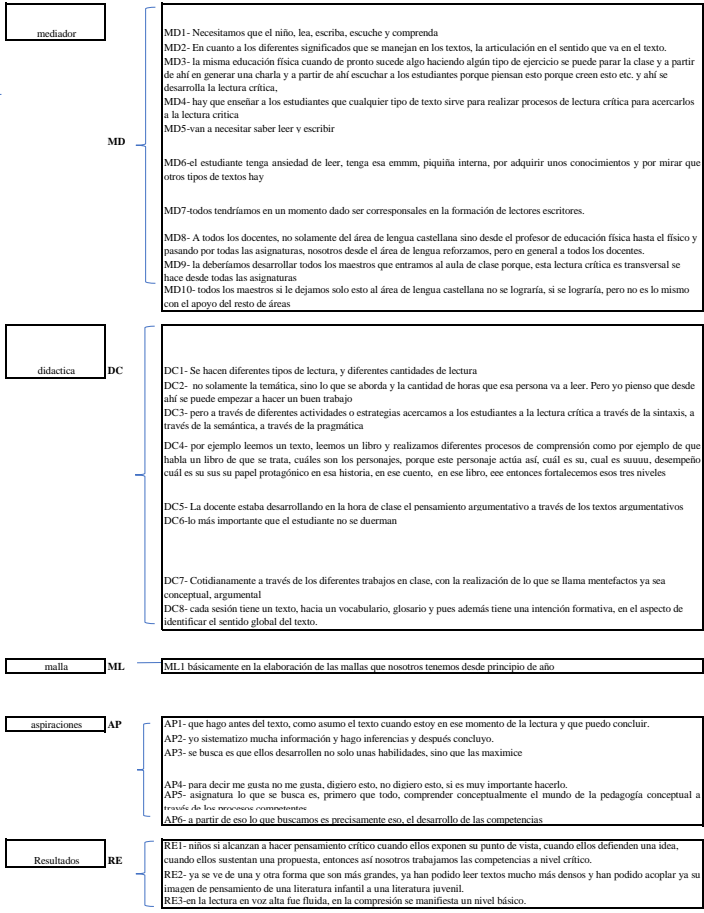 mediador
MD
MD1- Necesitamos que el niño, lea, escriba, escuche y comprenda
MD2- En cuanto a los diferentes significados que se manejan en los textos, la articulación en el sentido que va en el texto.
MD3- la misma educación física cuando de pronto sucede algo haciendo algún tipo de ejercicio se puede parar la clase y a partir
de ahí en generar una charla y a partir de ahí escuchar a los estudiantes porque piensan esto porque creen esto etc. y ahí se
desarrolla la lectura crítica,
MD4- hay que enseñar a los estudiantes que cualquier tipo de texto sirve para realizar procesos de lectura crítica para acercarlos
a la lectura critica
MD5-van a necesitar saber leer y escribir
MD6-el estudiante tenga ansiedad de leer, tenga esa emmm, piquiña interna, por adquirir unos conocimientos y por mirar que
otros tipos de textos hay
MD7-todos tendríamos en un momento dado ser corresponsales en la formación de lectores escritores.
MD8- A todos los docentes, no solamente del área de lengua castellana sino desde el profesor de educación física hasta el físico y
pasando por todas las asignaturas, nosotros desde el área de lengua reforzamos, pero en general a todos los docentes.
MD9- la deberíamos desarrollar todos los maestros que entramos al aula de clase porque, esta lectura crítica es transversal se
hace desde todas las asignaturas
MD10- todos los maestros si le dejamos solo esto al área de lengua castellana no se lograría, si se lograría, pero no es lo mismo
con el apoyo del resto de áreas
didactica
DC
DC1- Se hacen diferentes tipos de lectura, y diferentes cantidades de lectura
DC2- no solamente la temática, sino lo que se aborda y la cantidad de horas que esa persona va a leer. Pero yo pienso que desde
ahí se puede empezar a hacer un buen trabajo
DC3- pero a través de diferentes actividades o estrategias acercamos a los estudiantes a la lectura crítica a través de la sintaxis, a
través de la semántica, a través de la pragmática
DC4- por ejemplo leemos un texto, leemos un libro y realizamos diferentes procesos de comprensión como por ejemplo de que
habla un libro de que se trata, cuáles son los personajes, porque este personaje actúa así, cuál es su, cual es suuuu, desempeño
cuál es su sus su papel protagónico en esa historia, en ese cuento, en ese libro, eee entonces fortalecemos esos tres niveles
DC5- La docente estaba desarrollando en la hora de clase el pensamiento argumentativo a través de los textos argumentativos
DC6-lo más importante que el estudiante no se duerman
DC7- Cotidianamente a través de los diferentes trabajos en clase, con la realización de lo que se llama mentefactos ya sea
conceptual, argumental
DC8- cada sesión tiene un texto, hacia un vocabulario, glosario y pues además tiene una intención formativa, en el aspecto de
identificar el sentido global del texto.
malla
ML
ML1 básicamente en la elaboración de las mallas que nosotros tenemos desde principio de año
aspiraciones
AP
AP1- que hago antes del texto, como asumo el texto cuando estoy en ese momento de la lectura y que puedo concluir.
AP2- yo sistematizo mucha información y hago inferencias y después concluyo.
AP3- se busca es que ellos desarrollen no solo unas habilidades, sino que las maximice
AP4- para decir me gusta no me gusta, digiero esto, no digiero esto, si es muy importante hacerlo.
AP5- asignatura lo que se busca es, primero que todo, comprender conceptualmente el mundo de la pedagogía conceptual a
través de los procesos competentes
AP6- a partir de eso lo que buscamos es precisamente eso, el desarrollo de las competencias
Resultados
RE
RE1- niños si alcanzan a hacer pensamiento crítico cuando ellos exponen su punto de vista, cuando ellos defienden una idea,
cuando ellos sustentan una propuesta, entonces así nosotros trabajamos las competencias a nivel crítico.
RE2- ya se ve de una y otra forma que son más grandes, ya han podido leer textos mucho más densos y han podido acoplar ya su
imagen de pensamiento de una literatura infantil a una literatura juvenil.
RE3-en la lectura en voz alta fue fluida, en la compresión se manifiesta un nivel básico.